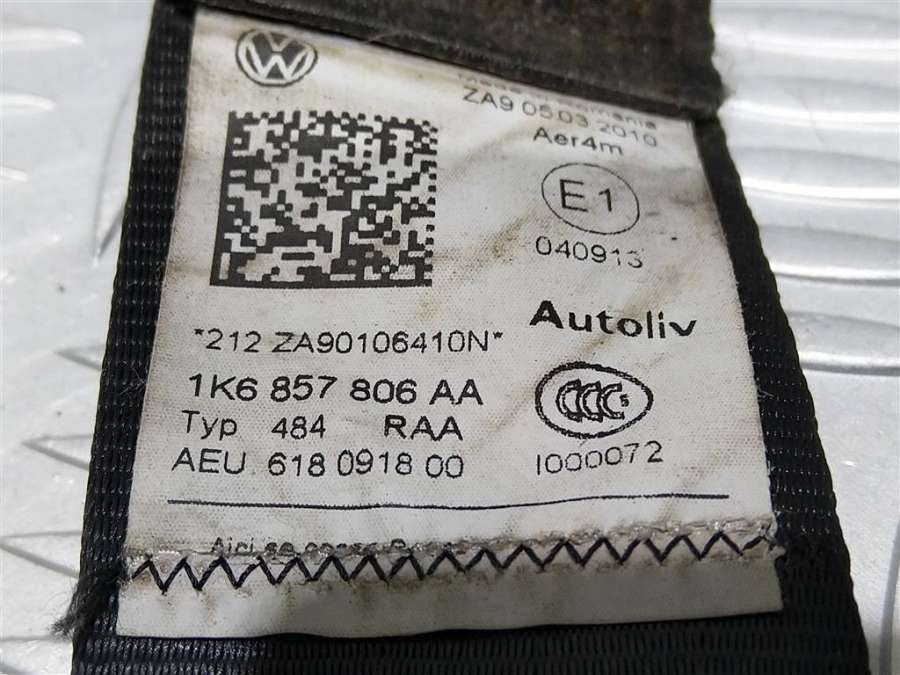 ZA9 05.03.2010
Aer4m
E1
040913
*212 ZA90106410N*
Autoliv
1K6 857 806 AA
CCC S
Typ 484 RAA
AEU 618 0918 00
I000072